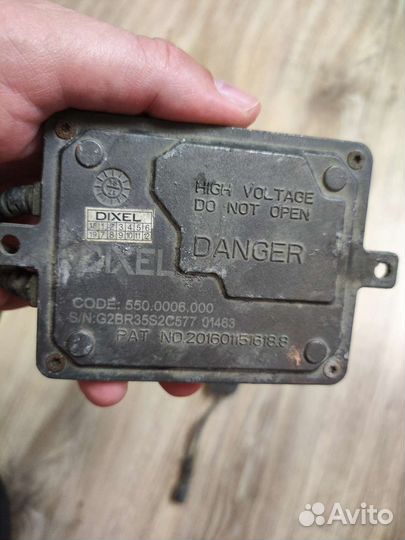 HIGH VOLTAGE
DO NOT OPEN
DIXEL
DANGER
DIXEL
CODE: 550.0006.000
S/N:G2BR35S2C577 01463
PAT NO.201601151618.8
Avito